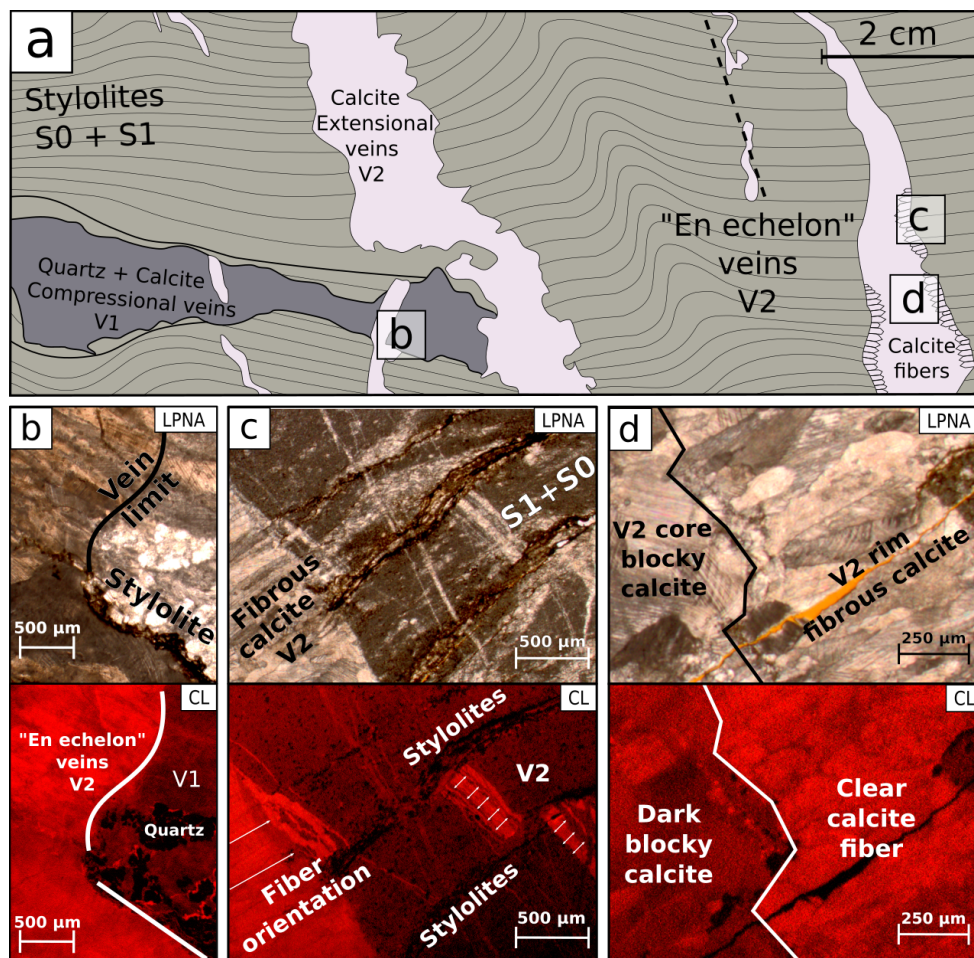 a
2 cm
Stylolites
S0 + S1
Calcite
Extensional
veins
V2
"En echelon"
veins
V2
c
d
Quartz + Calcite
Compressional veins
V1
b
Calcite
fibers
b
LPNA
Vein
limit
Stylolite
500 µm
c
LPNA
S1+S0
Fibrous
calcite
V2
500 µm
d
LPNA
V2 core
blocky
calcite
V2 rim
fibrous calcite
250 µm
CL
"En echelon"
veins
V2
V1
Quartz
500 µm
CL
Stylolites
V2
Fiber
orientation
Stylolites
500 µm
CL
Dark
blocky
calcite
Clear
calcite
fiber
250 µm